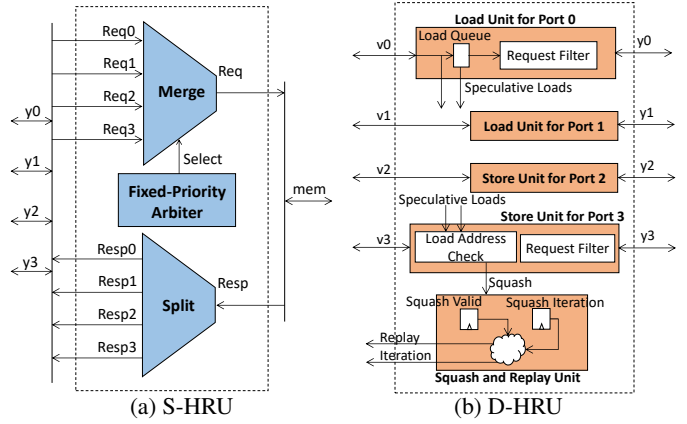 Req0
Req1
Req2
Req3
Merge
Req
Select
Fixed-Priority
Arbiter
y0
y1
y2
y3
mem
Resp0
Resp1
Resp2
Resp3
Split
Resp
(a) S-HRU
Load Unit for Port 0
Load Queue
v0
Request Filter
y0
Speculative Loads
v1
Load Unit for Port 1
y1
v2
Store Unit for Port 2
y2
Speculative Loads
Store Unit for Port 3
v3
Load Address
Check
Request Filter
y3
Squash
Squash Valid
Squash Iteration
Replay
Iteration
Squash and Replay Unit
(b) D-HRU